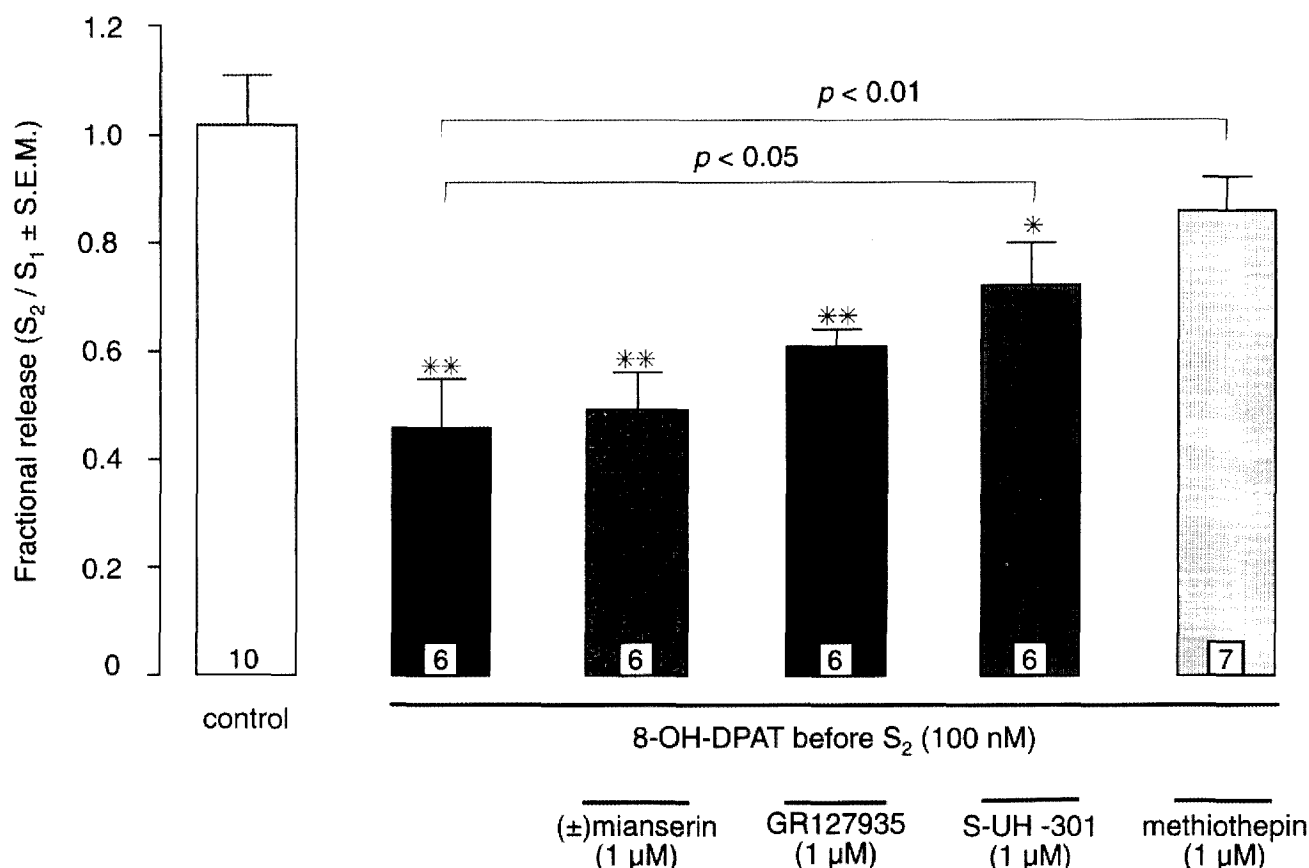 Fractional release (S₂ / S₁ ± S.E.M.)
1.2
1.0
0.8
0.6
0.4
0.2
0
p < 0.01
p < 0.05
**
**
**
*
10
6
6
6
6
7
control
8-OH-DPAT before S₂ (100 nM)
(±)mianserin
(1 µM)
GR127935
(1 µM)
S-UH -301
(1 µM)
methiothepin
(1 µM)